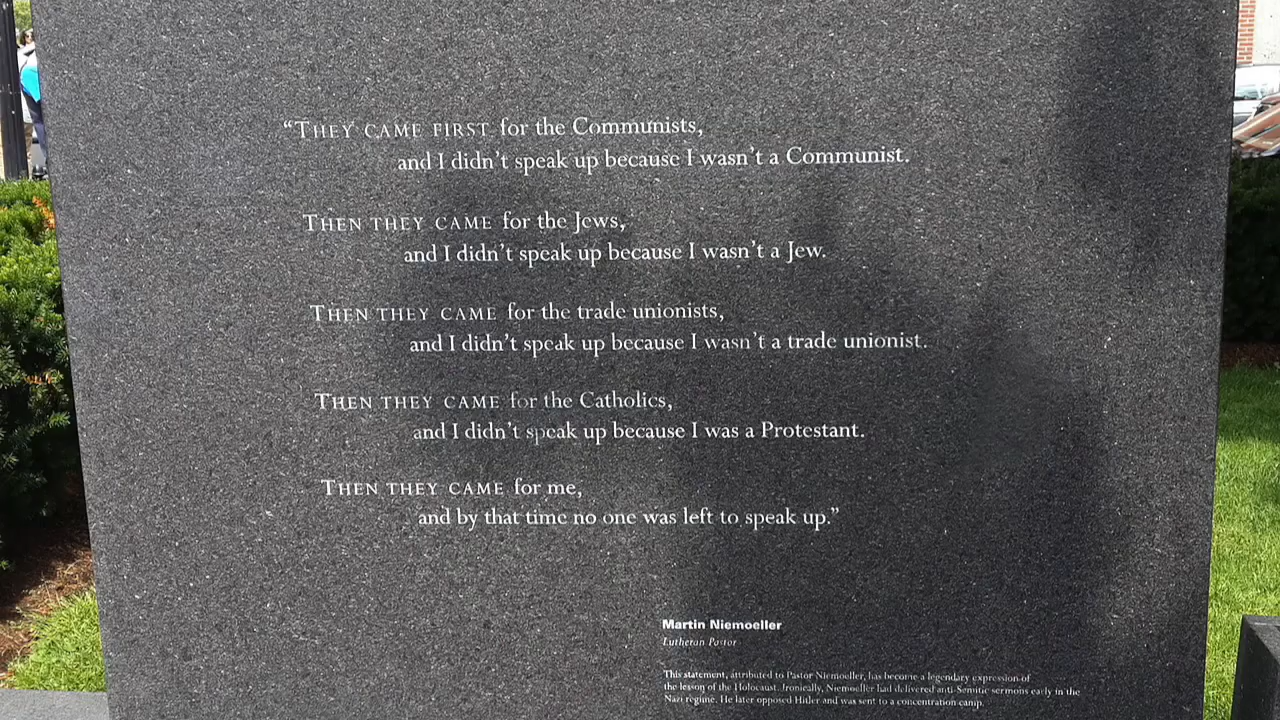 “THEY CAME FIRST for the Communists,
and I didn’t speak up because I wasn’t a Communist.
THEN THEY CAME for the Jews,
and I didn’t speak up because I wasn’t a Jew.
THEN THEY CAME for the trade unionists,
and I didn’t speak up because I wasn’t a trade unionist.
THEN THEY CAME for the Catholics,
and I didn’t speak up because I was a Protestant.
THEN THEY CAME for me,
and by that time no one was left to speak up.”
Martin Niemoeller
Lutheran Pastor
This statement, attributed to Pastor Niemoeller, has become a legendary expression of
the lesson of the Holocaust. Ironically, Niemoeller had delivered anti-Semitic sermons early in the
Nazi regime. He later opposed Hitler and was sent to a concentration camp.